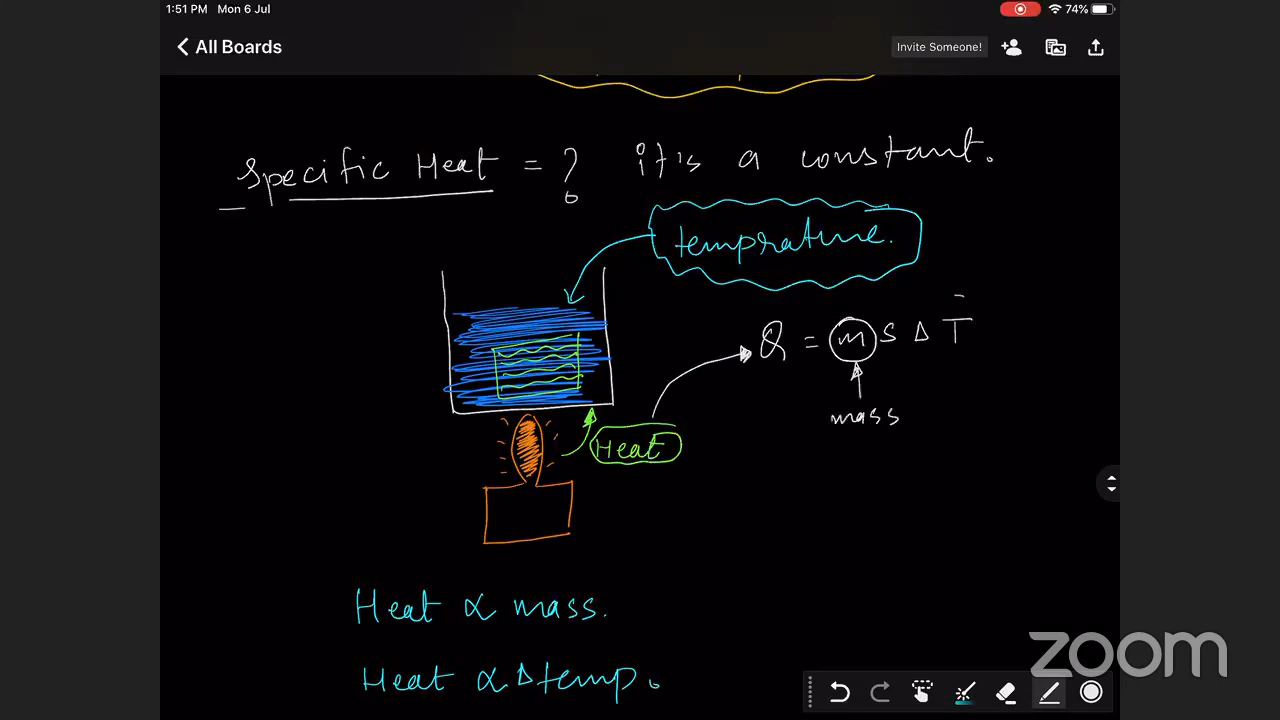 1:51 PM Mon 6 Jul
74%
All Boards
Invite Someone!
Specific Heat = ? it's a constant.
temprature.
Q = m s Δ T
mass
Heat
Heat ∝ mass.
Heat ∝ Δtemp.
zoom